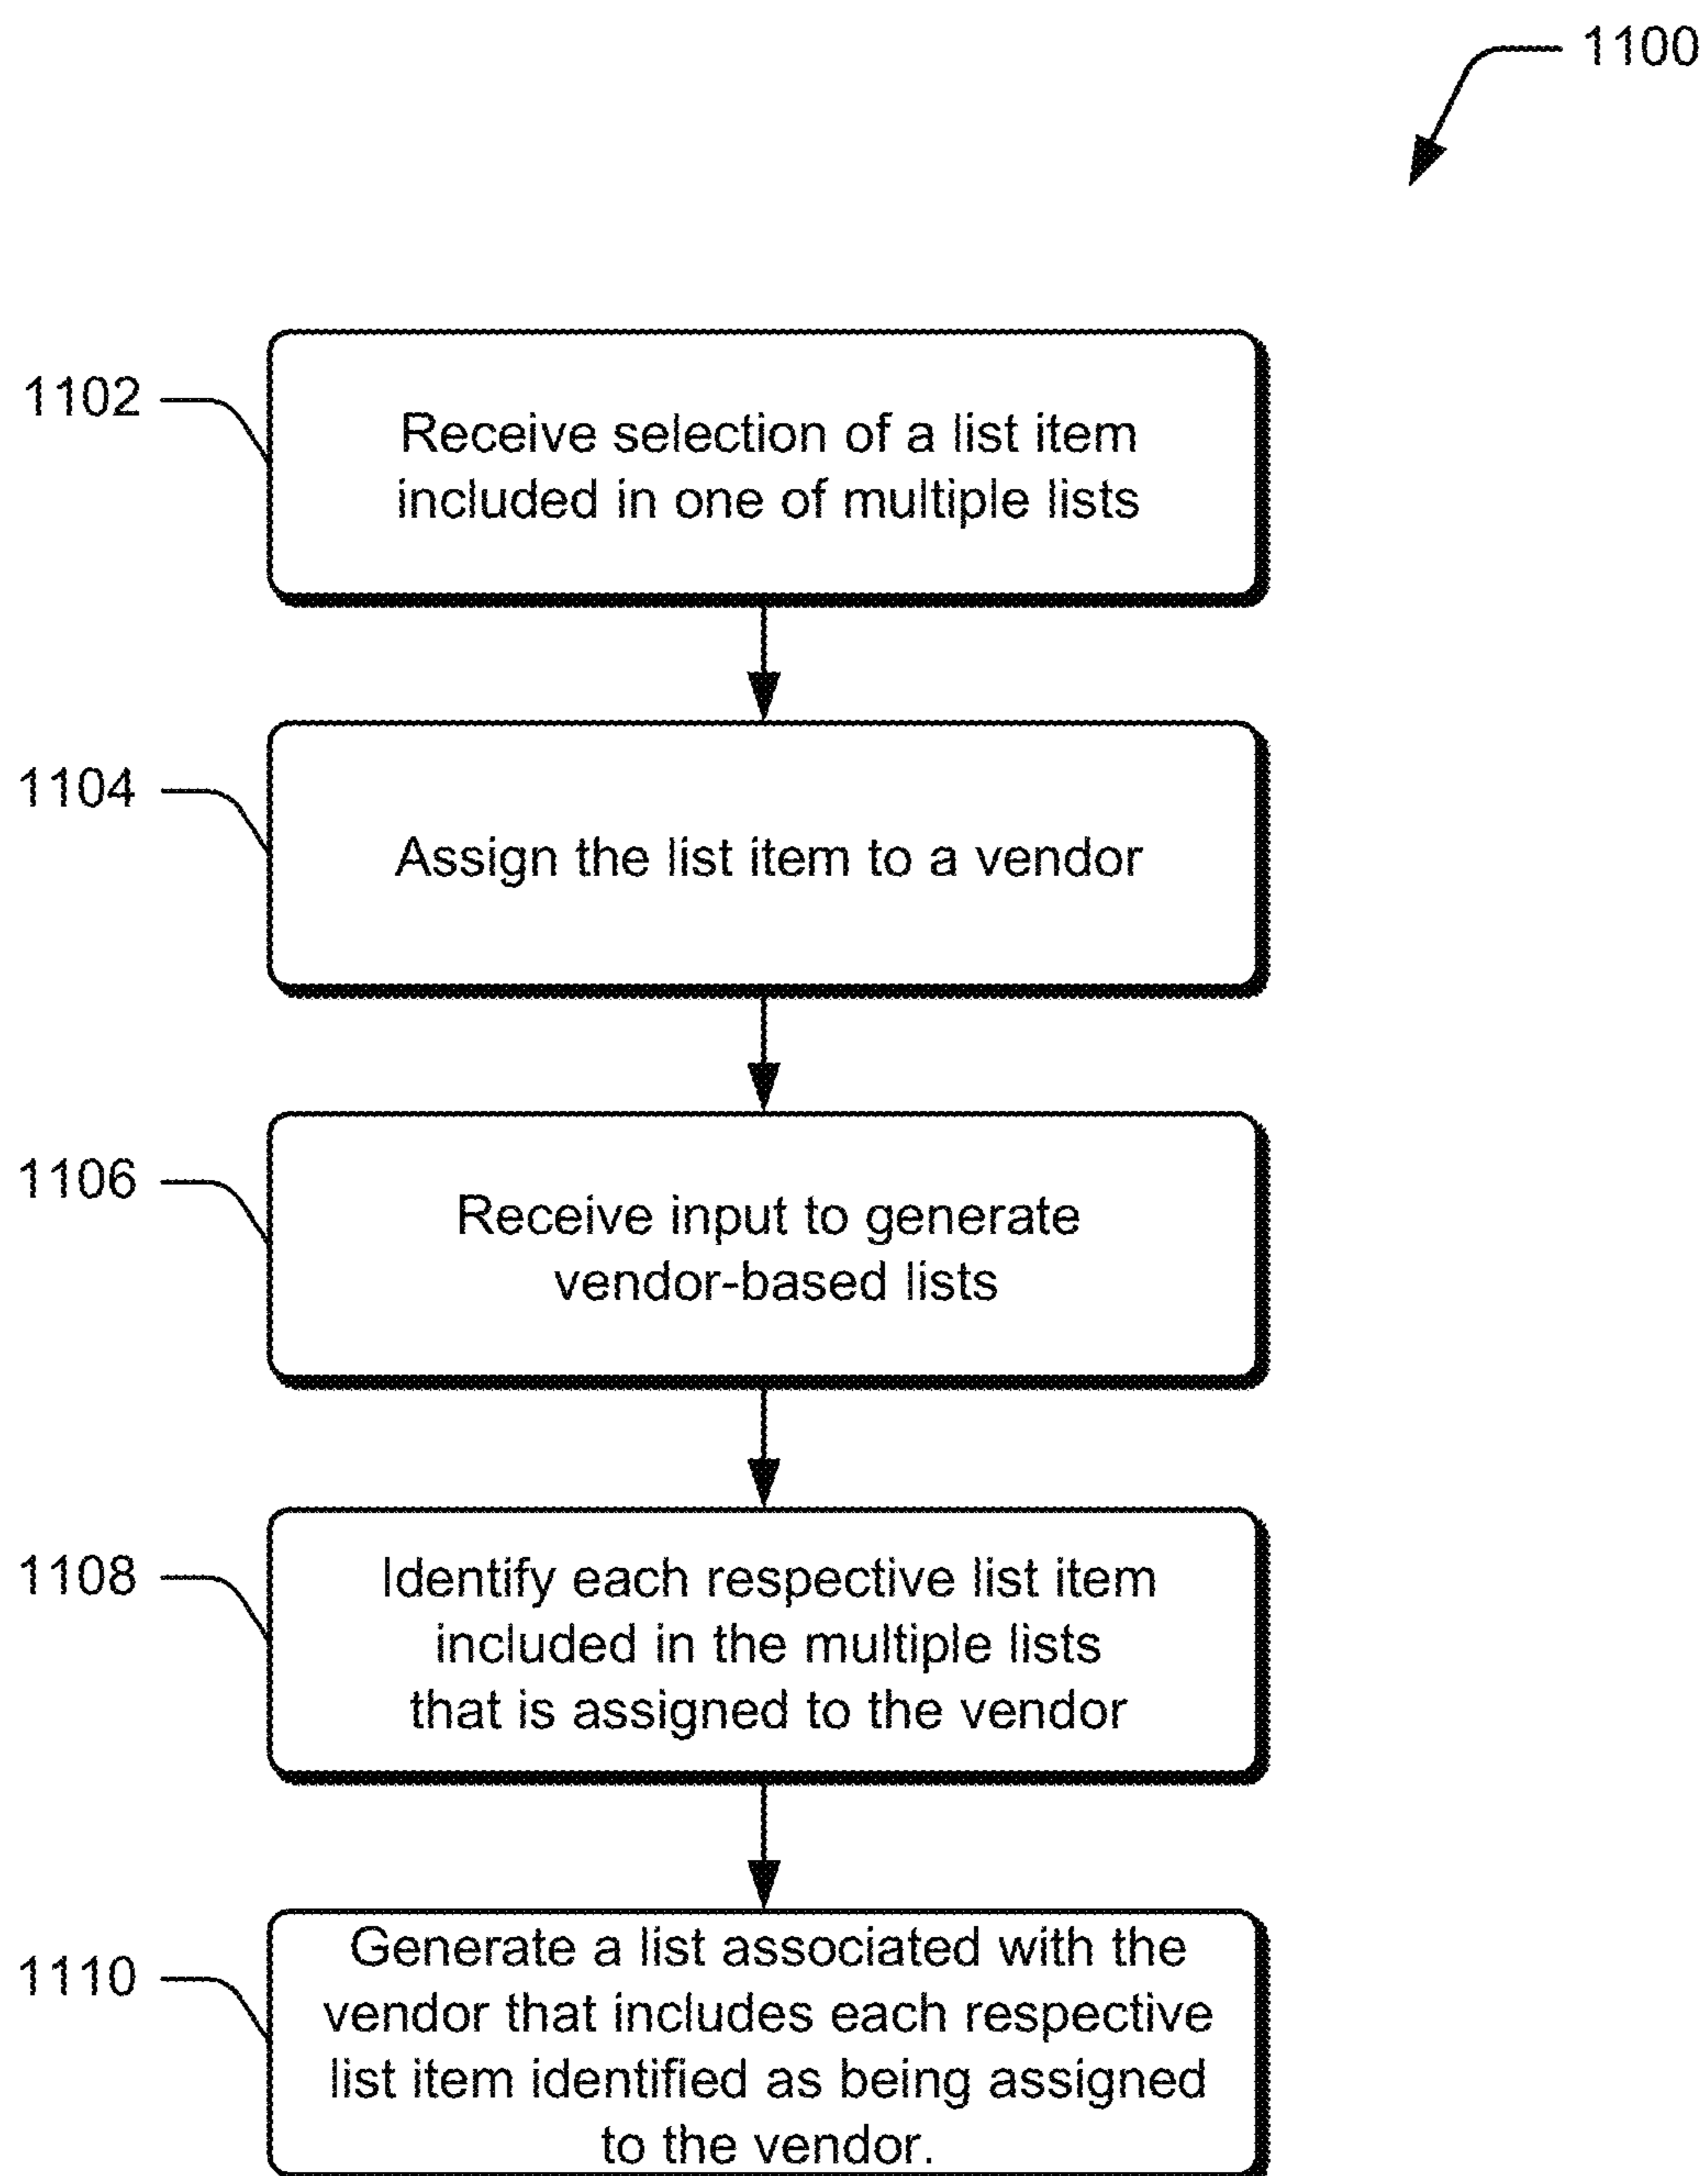 1100
1102
Receive selection of a list item
included in one of multiple lists
1104
Assign the list item to a vendor
1106
Receive input to generate
vendor-based lists
1108
Identify each respective list item
included in the multiple lists
that is assigned to the vendor
1110
Generate a list associated with the
vendor that includes each respective
list item identified as being assigned
to the vendor.